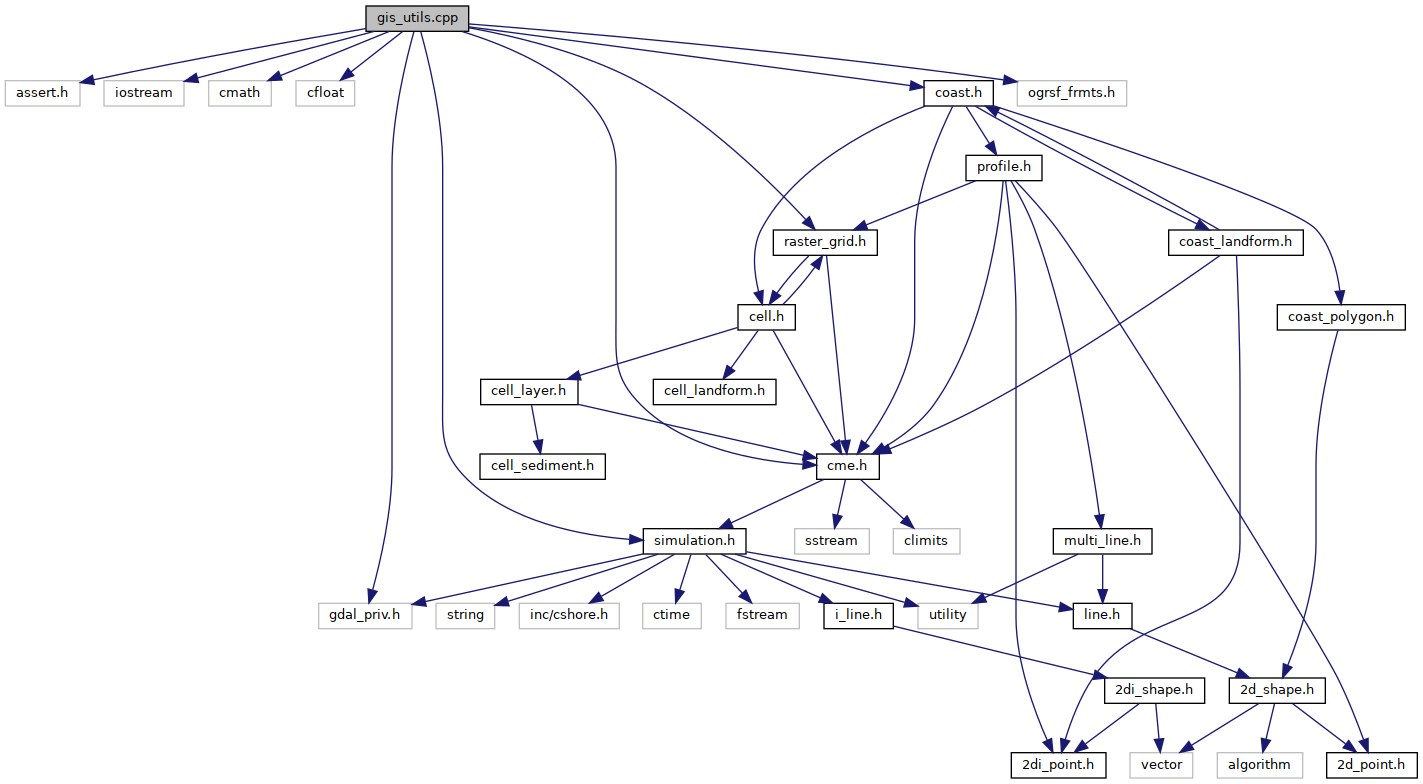 gis_utils.cpp
assert.h
iostream
cmath
cfloat
coast.h
ogrsf_frmts.h
profile.h
raster_grid.h
coast_landform.h
cell.h
coast_polygon.h
cell_layer.h
cell_landform.h
cell_sediment.h
cme.h
simulation.h
sstream
climits
multi_line.h
gdal_priv.h
string
inc/cshore.h
ctime
fstream
i_line.h
utility
line.h
2di_shape.h
2d_shape.h
2di_point.h
vector
algorithm
2d_point.h